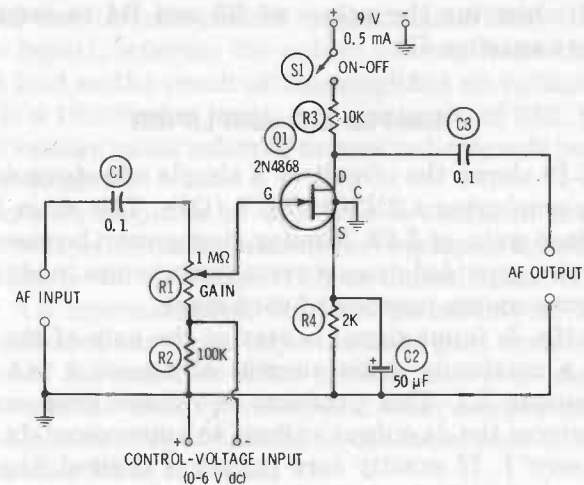 + 9 V -
0.5 mA
S1
ON-OFF
R3
10K
Q1
2N4868
C3
0.1
C1
0.1
G
D
C
S
1 MΩ
R1
GAIN
AF INPUT
AF OUTPUT
R4
2K
R2
100K
+
C2
50 µF
+ -
CONTROL-VOLTAGE INPUT
(0-6 V dc)